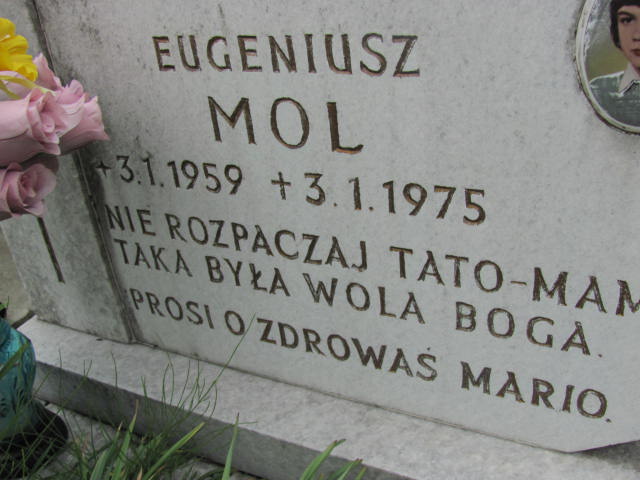 EUGENIUSZ
MOL
+3.1.1959 +3.1.1975
NIE ROZPACZAJ TATO-MAM
TAKA BYŁA WOLA BOGA.
PROSI O ZDROWAŚ MARIO.